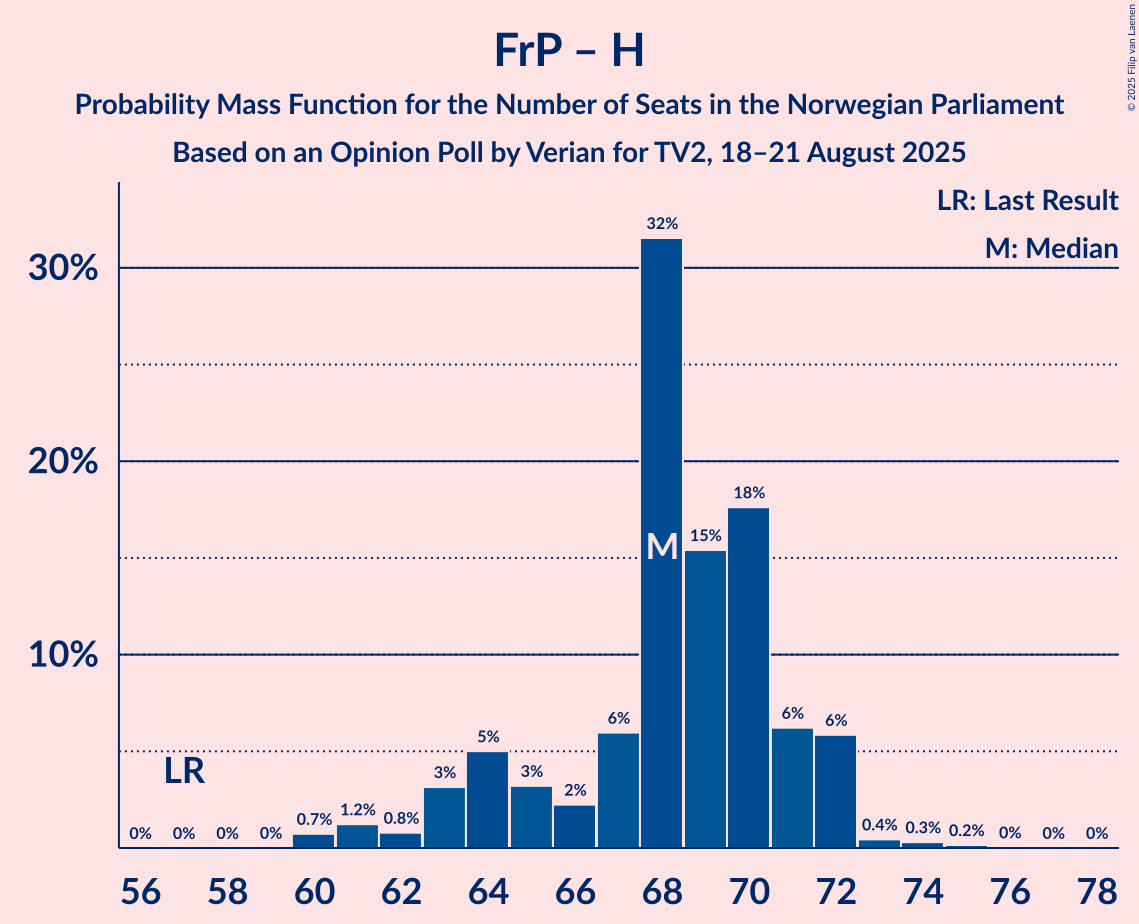 FrP – H
Probability Mass Function for the Number of Seats in the Norwegian Parliament
Based on an Opinion Poll by Verian for TV2, 18–21 August 2025
© 2025 Filip van Laenen
LR: Last Result
M: Median
30%
20%
10%
LR
M
0% 0% 0% 0% 0.7% 1.2% 0.8% 3% 5% 3% 2% 6% 32% 15% 18% 6% 6% 0.4% 0.3% 0.2% 0% 0% 0%
56 58 60 62 64 66 68 70 72 74 76 78